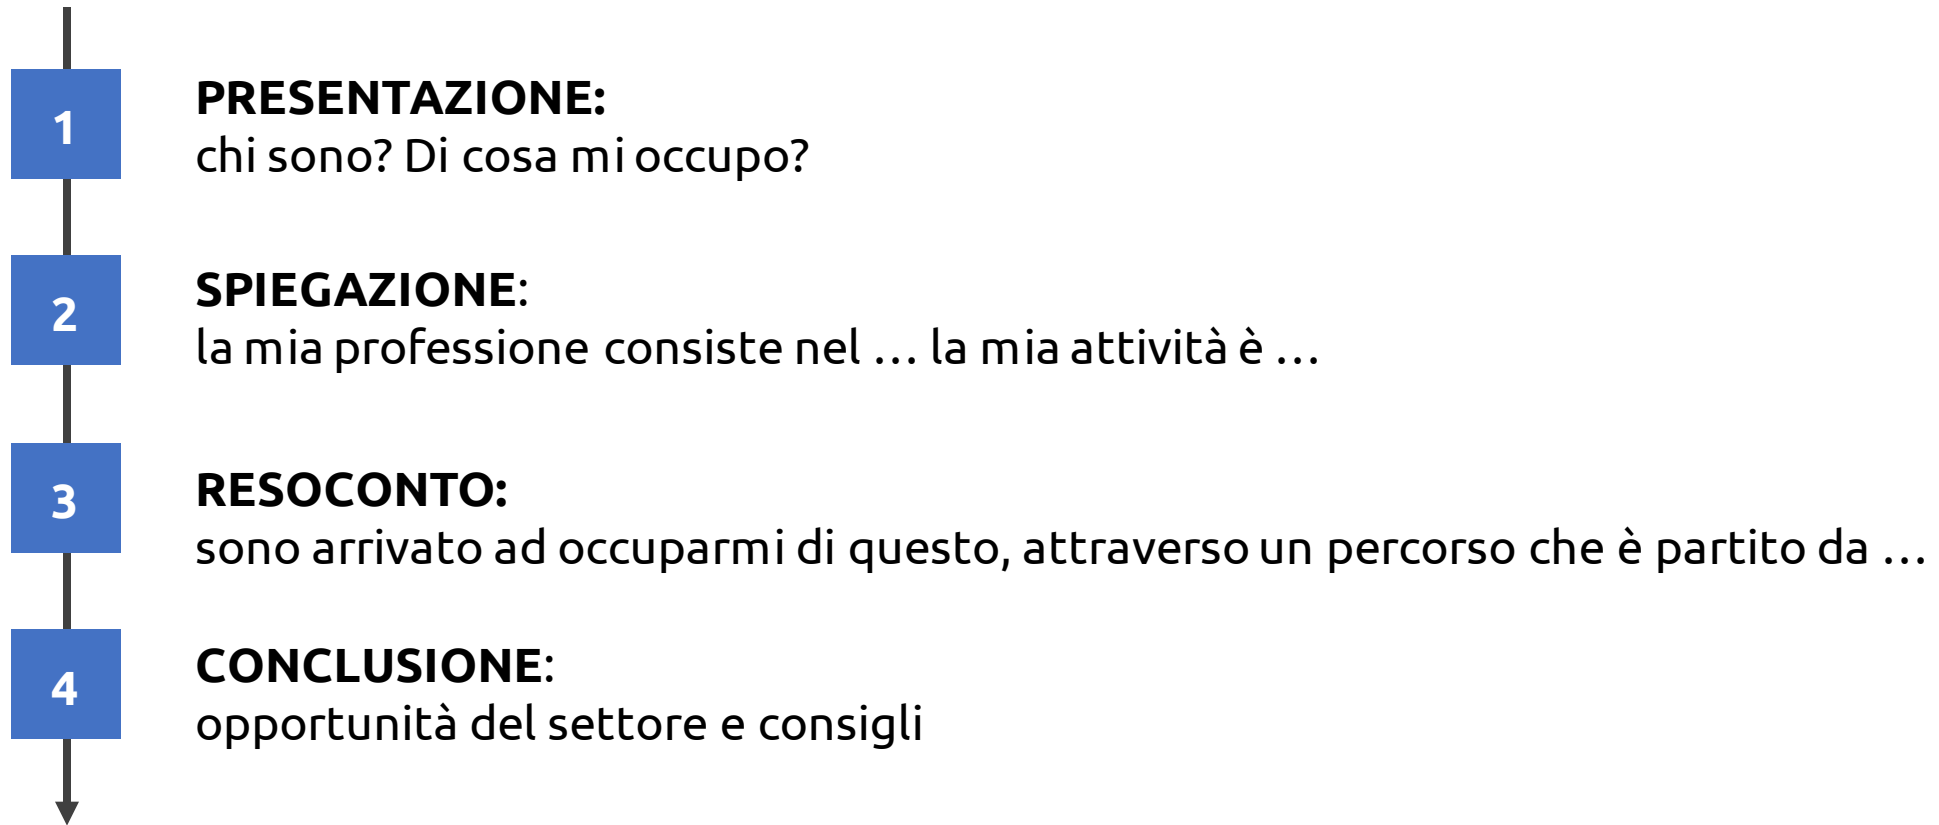 1
PRESENTAZIONE:
chi sono? Di cosa mi occupo?
2
SPIEGAZIONE:
la mia professione consiste nel … la mia attività è …
3
RESOCONTO:
sono arrivato ad occuparmi di questo, attraverso un percorso che è partito da …
4
CONCLUSIONE:
opportunità del settore e consigli